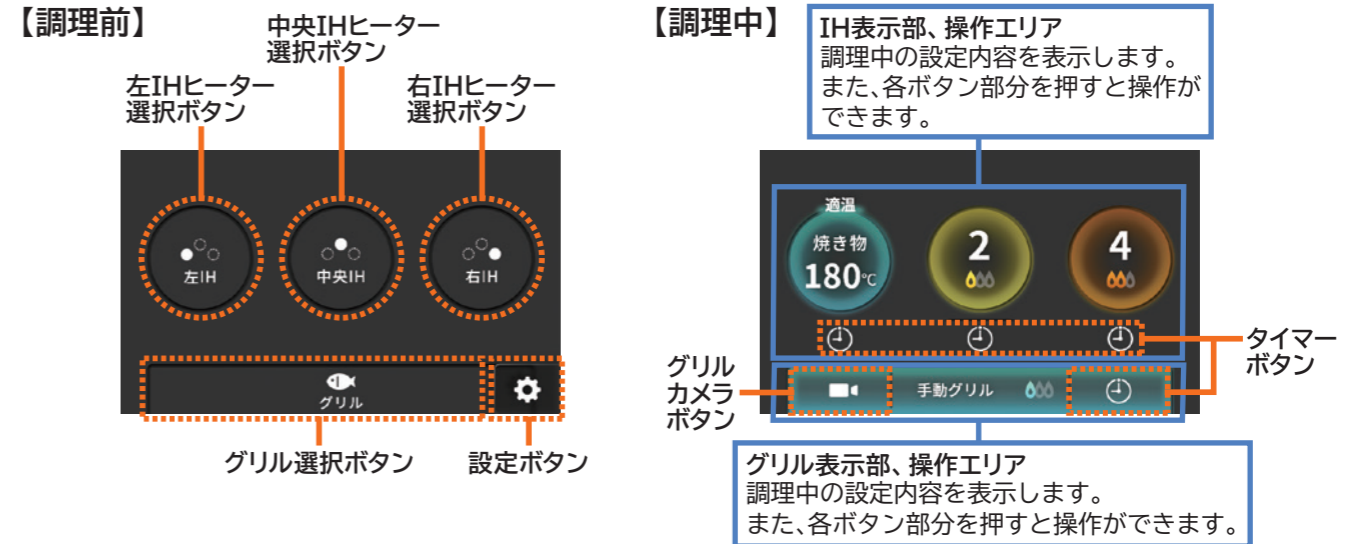 【調理前】
中央IHヒーター
選択ボタン
左IHヒーター
選択ボタン
右IHヒーター
選択ボタン
左IH
中央IH
右IH
グリル
グリル選択ボタン
設定ボタン
【調理中】
IH表示部、操作エリア
調理中の設定内容を表示します。
また、各ボタン部分を押すと操作が
できます。
適温
焼き物
180℃
2
4
タイマー
ボタン
グリル
カメラ
ボタン
手動グリル
グリル表示部、操作エリア
調理中の設定内容を表示します。
また、各ボタン部分を押すと操作ができます。